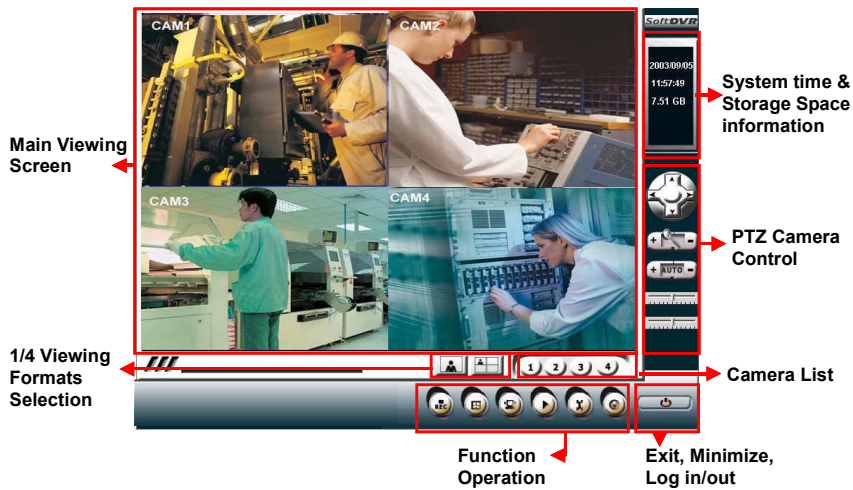 CAM1
CAM2
CAM3
CAM4
SoftDVR
2003/09/05
11:57:49
7.51 GB
System time &
Storage Space
information
Main Viewing
Screen
PTZ Camera
Control
+ -
+ AUTO -
1/4 Viewing
Formats
Selection
1 2 3 4
Camera List
REC
Function
Operation
Exit, Minimize,
Log in/out